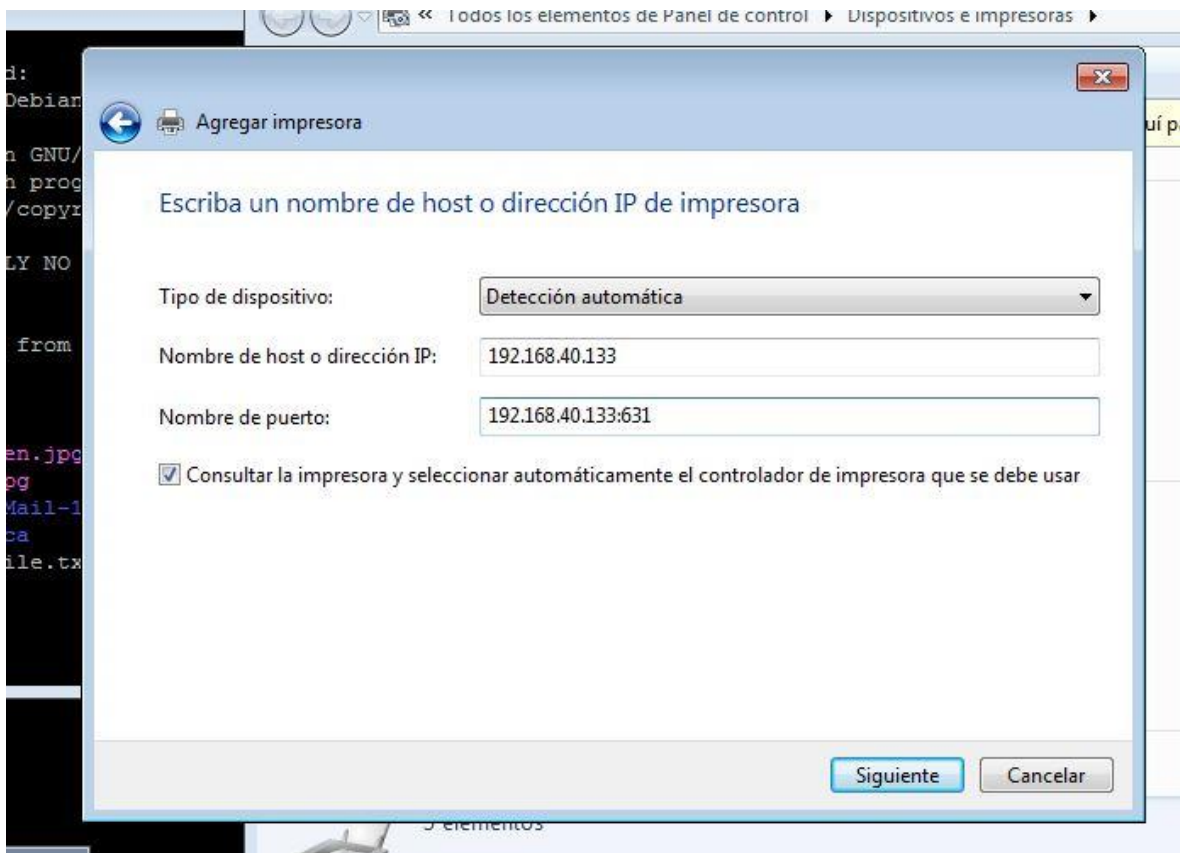 « Todos los elementos de Panel de control ▸ Dispositivos e impresoras ▸
d:
Debian
n GNU/
h prog
/copyr
LY NO
from
en.jpg
pg
Mail-1
ca
ile.tx
uí pa
Agregar impresora
Escriba un nombre de host o dirección IP de impresora
Tipo de dispositivo: Detección automática
Nombre de host o dirección IP: 192.168.40.133
Nombre de puerto: 192.168.40.133:631
Consultar la impresora y seleccionar automáticamente el controlador de impresora que se debe usar
Siguiente Cancelar
elementos